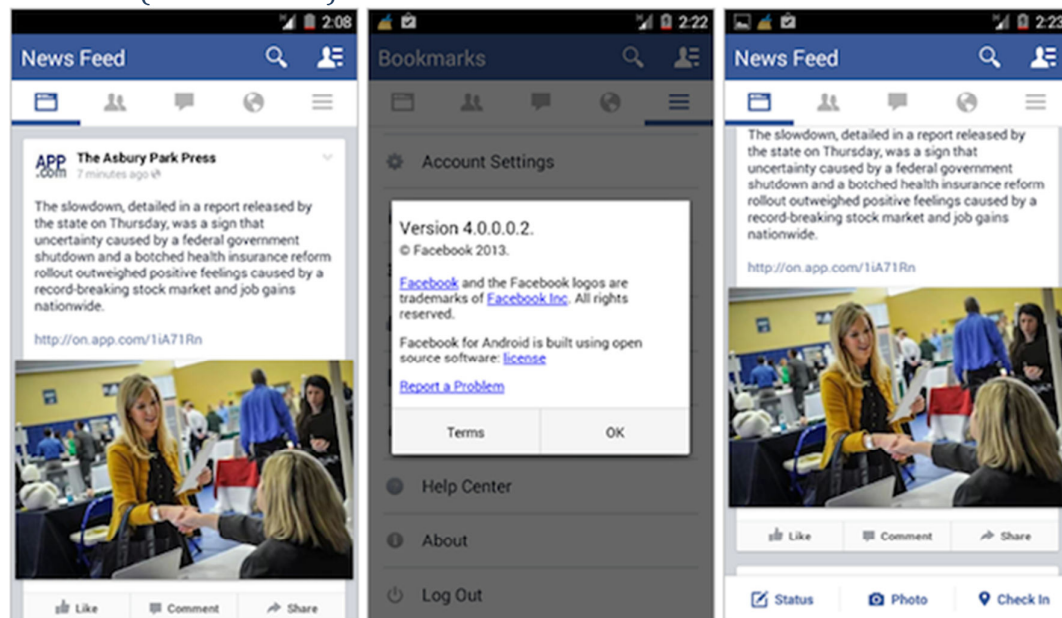 2:08
News Feed
APP
.com
The Asbury Park Press
7 minutes ago
The slowdown, detailed in a report released by
the state on Thursday, was a sign that
uncertainty caused by a federal government
shutdown and a botched health insurance reform
rollout outweighed positive feelings caused by a
record-breaking stock market and job gains
nationwide.
http://on.app.com/1iA71Rn
Like Comment Share
2:22
Bookmarks
Account Settings
Version 4.0.0.0.2.
© Facebook 2013.
Facebook and the Facebook logos are
trademarks of Facebook Inc. All rights
reserved.
Facebook for Android is built using open
source software: license
Report a Problem
Terms OK
Help Center
About
Log Out
2:23
News Feed
The slowdown, detailed in a report released by
the state on Thursday, was a sign that
uncertainty caused by a federal government
shutdown and a botched health insurance reform
rollout outweighed positive feelings caused by a
record-breaking stock market and job gains
nationwide.
http://on.app.com/1iA71Rn
Like Comment Share
Status Photo Check In